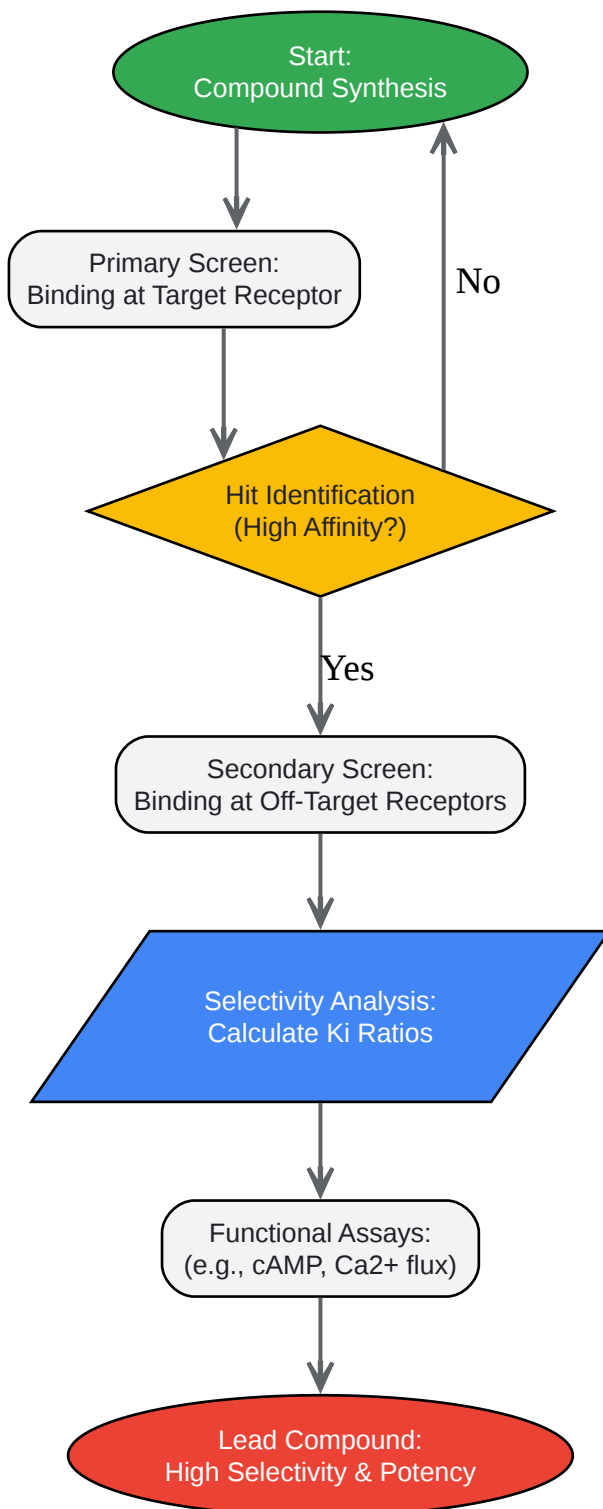 Start:
Compound Synthesis
Primary Screen:
Binding at Target Receptor
No
Hit Identification
(High Affinity?)
Yes
Secondary Screen:
Binding at Off-Target Receptors
Selectivity Analysis:
Calculate Ki Ratios
Functional Assays:
(e.g., cAMP, Ca2+ flux)
Lead Compound:
High Selectivity & Potency